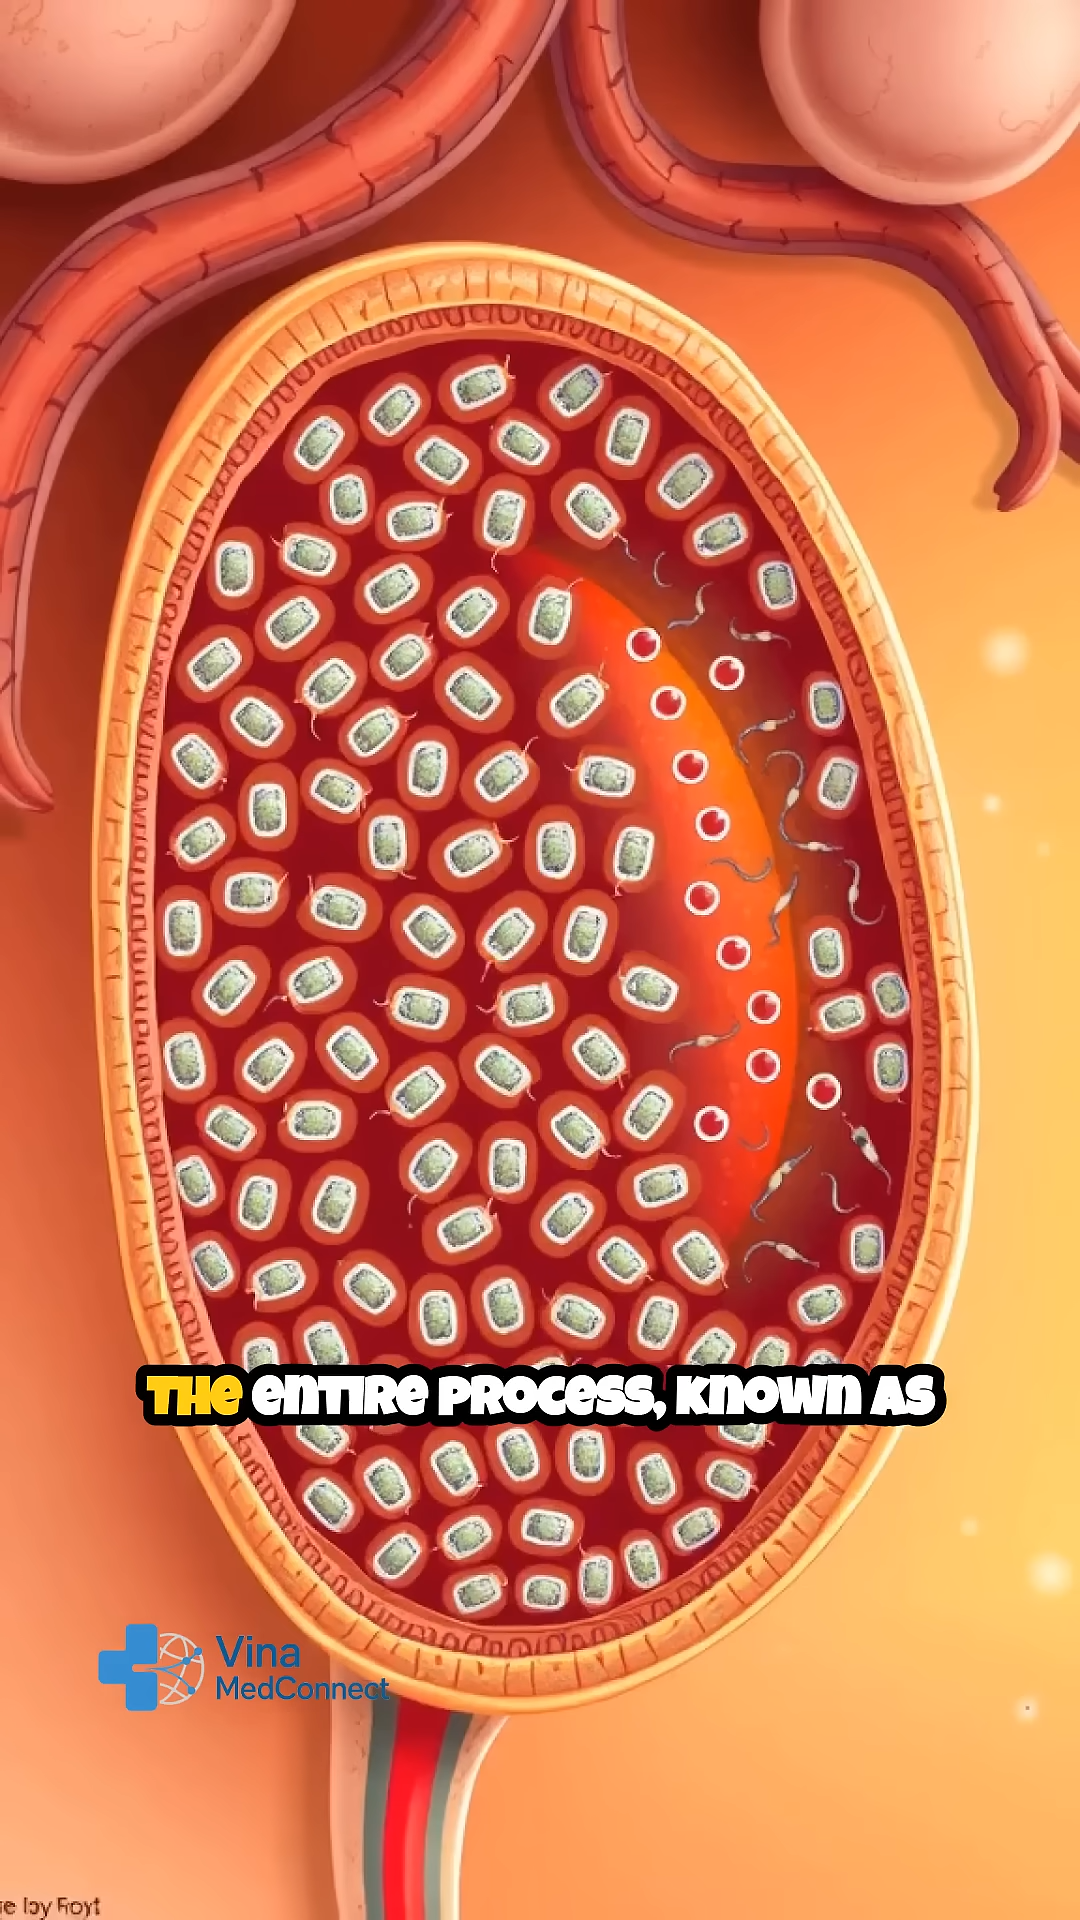 THE ENTIRE PROCESS, KNOWN AS
Vina
MedConnect